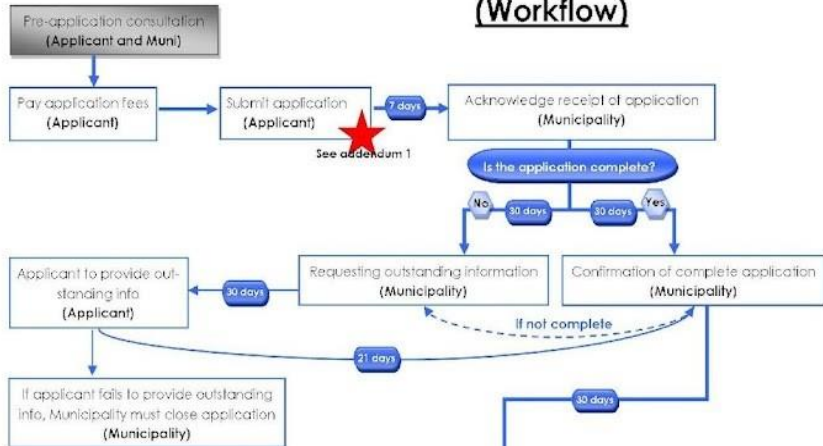 (Workflow)
Pre-application consultation
(Applicant and Muni)
Pay application fees
(Applicant)
Submit application
(Applicant)
7 days
Acknowledge receipt of application
(Municipality)
See addendum 1
Is the application complete?
No
30 days
30 days
Yes
Applicant to provide out-
standing info
(Applicant)
30 days
Requesting outstanding information
(Municipality)
Confirmation of complete application
(Municipality)
If not complete
21 days
If applicant fails to provide outstanding
info, Municipality must close application
(Municipality)
30 days